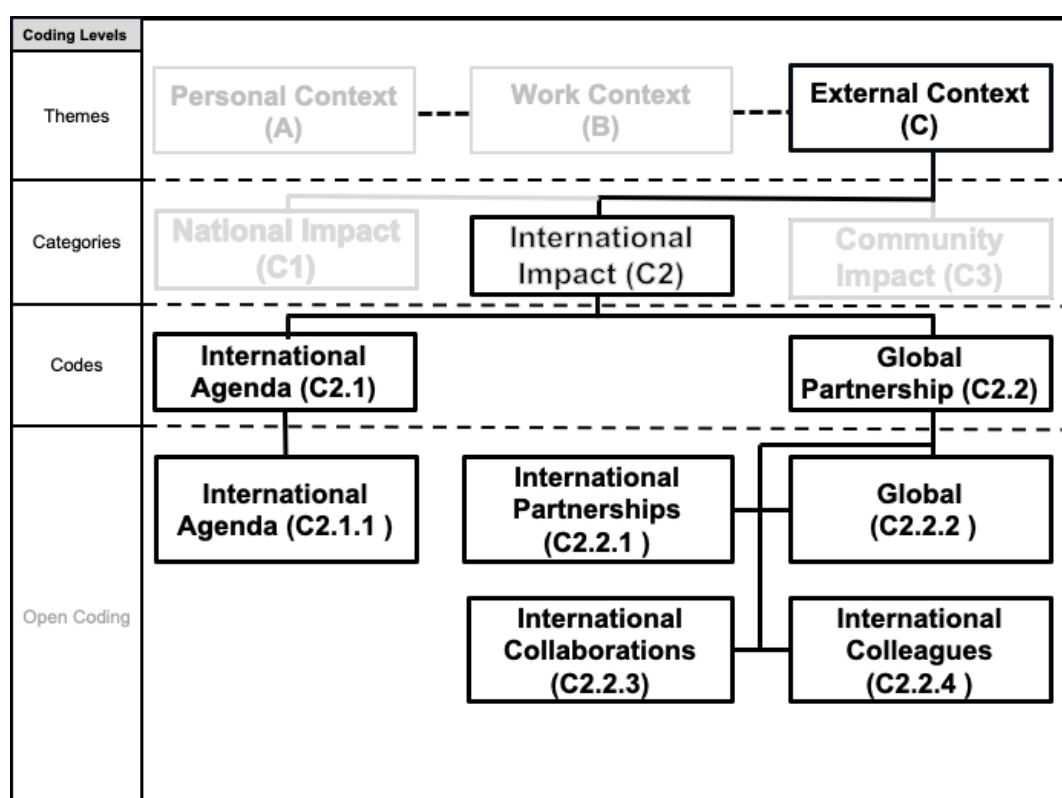 Coding Levels
Themes
Personal Context
(A)
Work Context
(B)
External Context
(C)
Categories
National Impact
(C1)
International
Impact (C2)
Community
Impact (C3)
Codes
International
Agenda (C2.1)
Global
Partnership (C2.2)
Open Coding
International
Agenda (C2.1.1 )
International
Partnerships
(C2.2.1 )
Global
(C2.2.2 )
International
Collaborations
(C2.2.3)
International
Colleagues
(C2.2.4 )